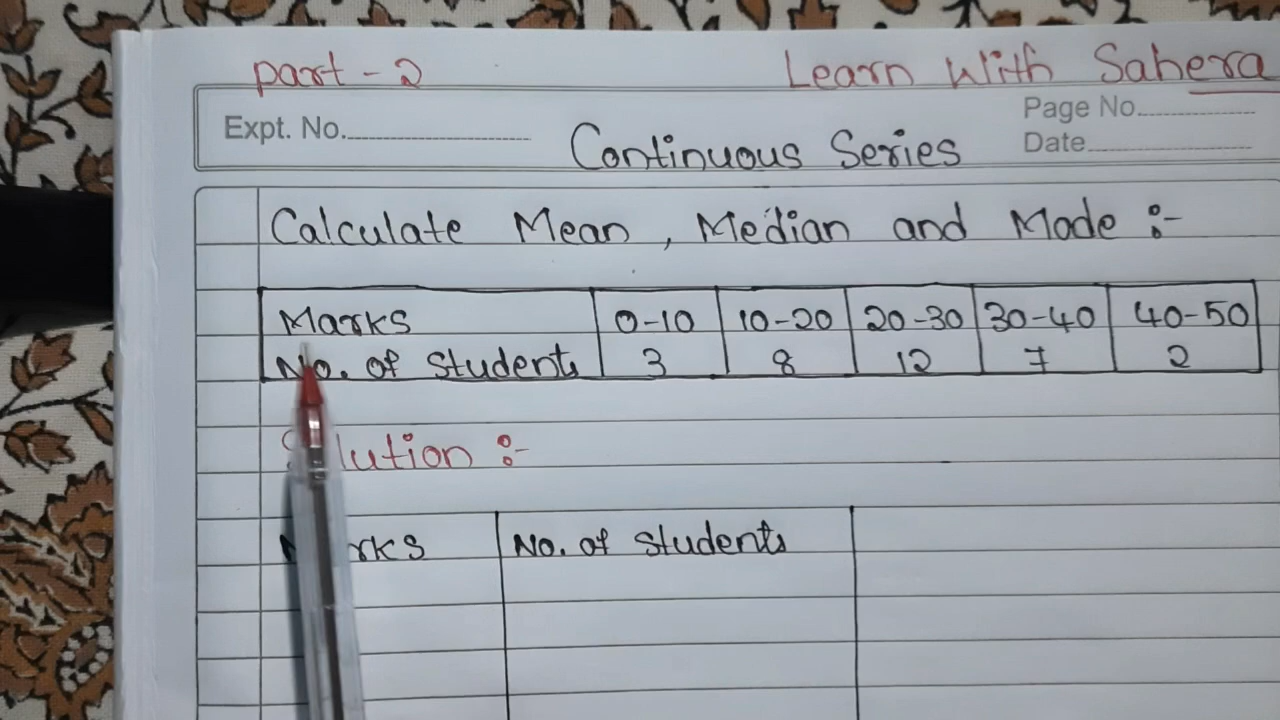 part - 2 Learn With Sahera
Expt. No. Page No.
Continuous Series
Date
Calculate Mean, Median and Mode :-
Marks 0-10 10-20 20-30 30-40 40-50
No. of Students 3 8 12 7 2
No. of Students